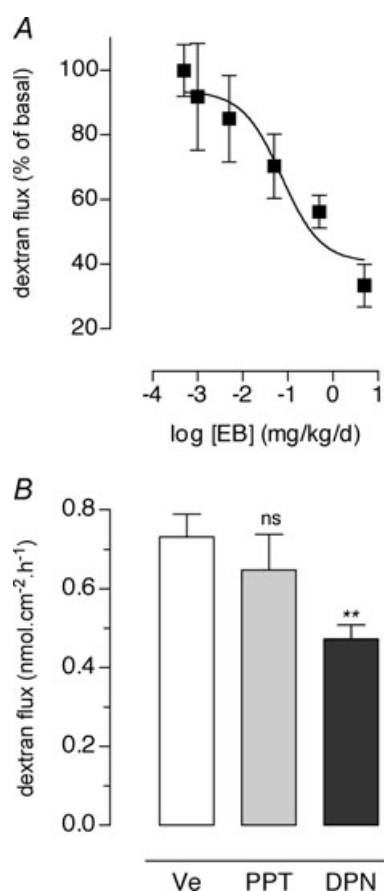 A
dextran flux (% of basal)
100
80
60
40
20
-4 -3 -2 -1 0 1
log [EB] (mg/kg/d)
B
dextran flux (nmol.cm⁻².h⁻¹)
0.8
0.6
0.4
0.2
0.0
ns
**
Ve PPT DPN